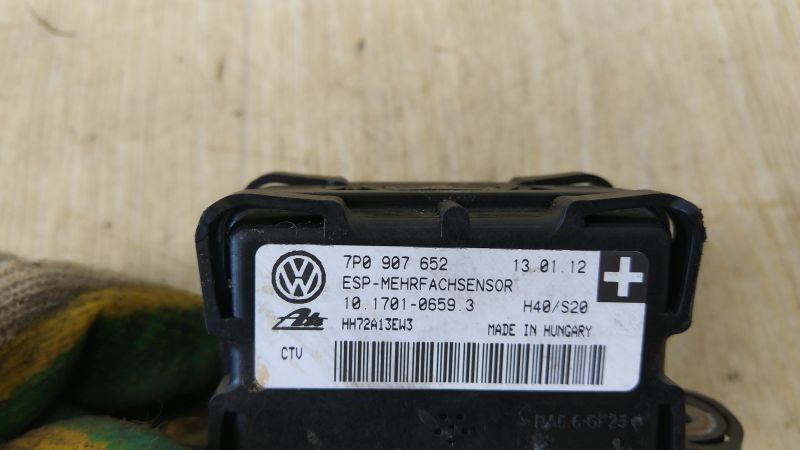 7P0 907 652 13.01.12
ESP-MEHRFACHSENSOR
10.1701-0659.3 H40/S20
Ate HH72A13EW3 MADE IN HUNGARY
CTV